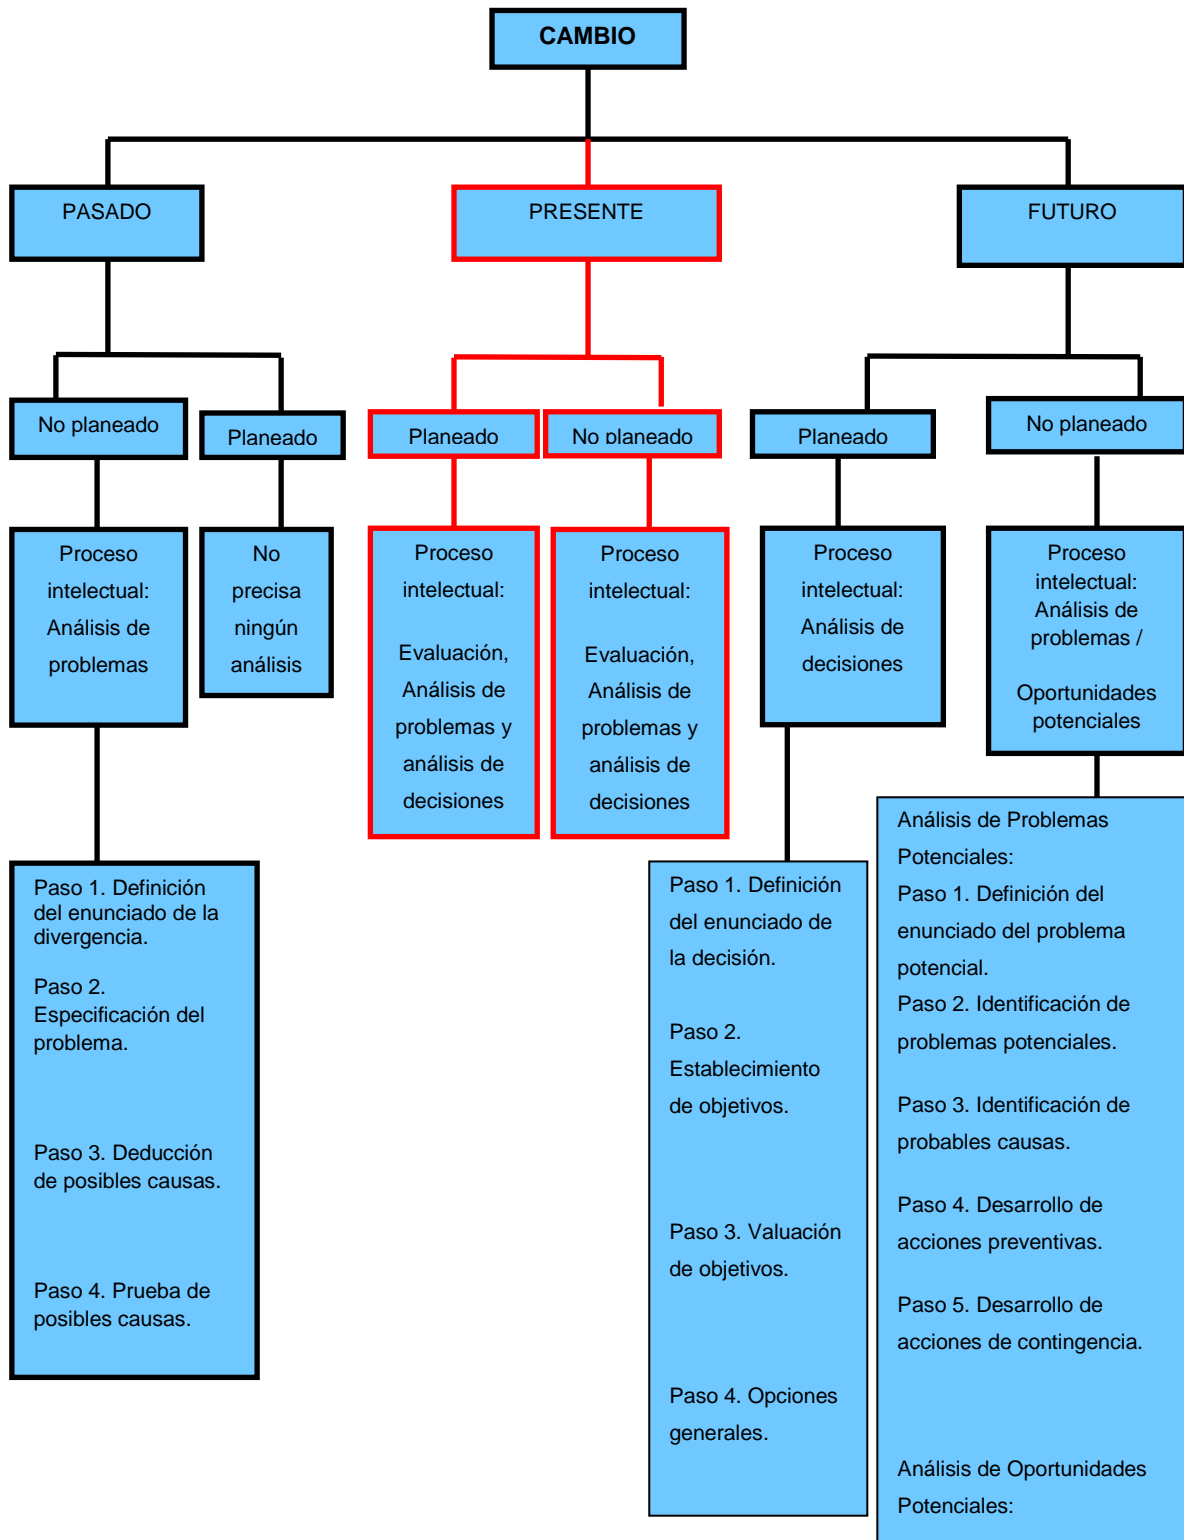 CAMBIO
PASADO
PRESENTE
FUTURO
No planeado
Planeado
Planeado
No planeado
Planeado
No planeado
Proceso
intelectual:
Análisis de
problemas
No
precisa
ningún
análisis
Proceso
intelectual:
Evaluación,
Análisis de
problemas y
análisis de
decisiones
Proceso
intelectual:
Evaluación,
Análisis de
problemas y
análisis de
decisiones
Proceso
intelectual:
Análisis de
decisiones
Proceso
intelectual:
Análisis de
problemas /
Oportunidades
potenciales
Paso 1. Definición
del enunciado de la
divergencia.
Paso 2.
Especificación del
problema.
Paso 3. Deducción
de posibles causas.
Paso 4. Prueba de
posibles causas.
Paso 1. Definición
del enunciado de
la decisión.
Paso 2.
Establecimiento
de objetivos.
Paso 3. Valuación
de objetivos.
Paso 4. Opciones
generales.
Análisis de Problemas
Potenciales:
Paso 1. Definición del
enunciado del problema
potencial.
Paso 2. Identificación de
problemas potenciales.
Paso 3. Identificación de
probables causas.
Paso 4. Desarrollo de
acciones preventivas.
Paso 5. Desarrollo de
acciones de contingencia.
Análisis de Oportunidades
Potenciales: